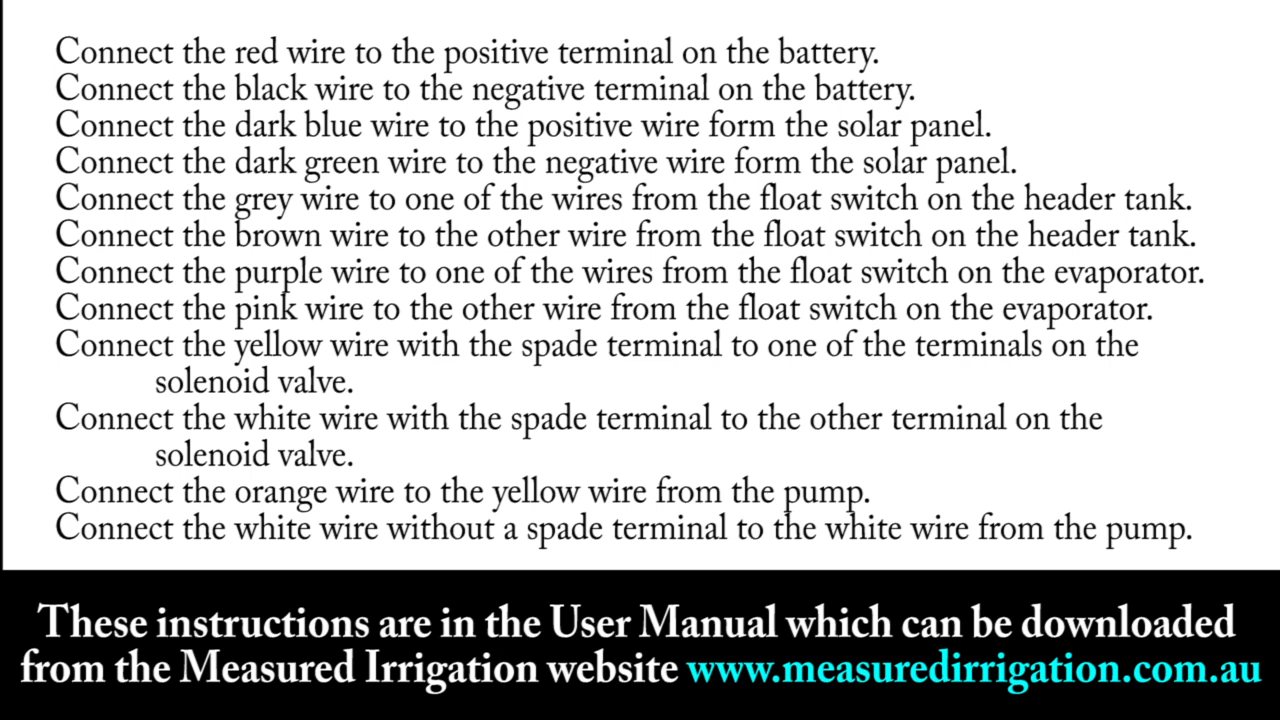 Connect the red wire to the positive terminal on the battery.
Connect the black wire to the negative terminal on the battery.
Connect the dark blue wire to the positive wire form the solar panel.
Connect the dark green wire to the negative wire form the solar panel.
Connect the grey wire to one of the wires from the float switch on the header tank.
Connect the brown wire to the other wire from the float switch on the header tank.
Connect the purple wire to one of the wires from the float switch on the evaporator.
Connect the pink wire to the other wire from the float switch on the evaporator.
Connect the yellow wire with the spade terminal to one of the terminals on the
solenoid valve.
Connect the white wire with the spade terminal to the other terminal on the
solenoid valve.
Connect the orange wire to the yellow wire from the pump.
Connect the white wire without a spade terminal to the white wire from the pump.
These instructions are in the User Manual which can be downloaded
from the Measured Irrigation website www.measuredirrigation.com.au